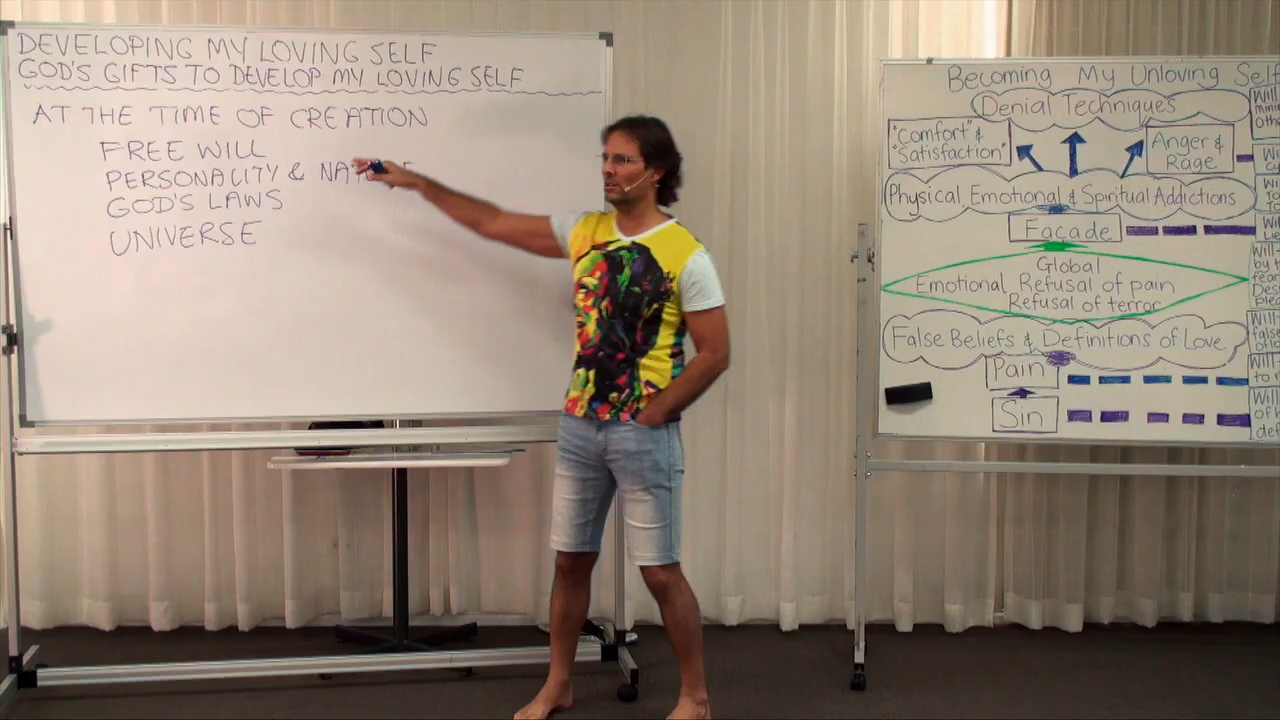 DEVELOPING MY LOVING SELF
GOD'S GIFTS TO DEVELOP MY LOVING SELF
AT THE TIME OF CREATION
FREE WILL
PERSONALITY &
GOD'S LAWS
UNIVERSE
Becoming My Unloving Self
Denial Techniques
"Comfort" &
"Satisfaction"
Anger &
Rage
Physical, Emotional & Spiritual Addictions
Façade
Global
Emotional Refusal of pain
Refusal of terror
False Beliefs & Definitions of Love
Pain
Sin